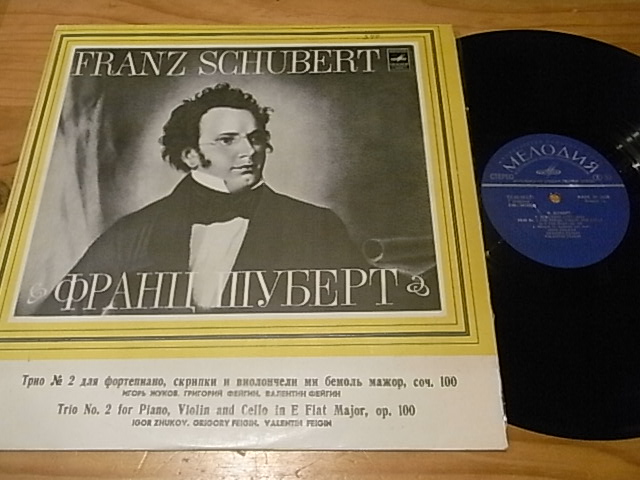 FRANZ SCHUBERT
ФРАНЦ ШУБЕРТ
Трио № 2 для фортепиано, скрипки и виолончели ми бемоль мажор, соч. 100
ИГОРЬ ЖУКОВ, ГРИГОРИЙ ФЕЙГИН, ВАЛЕНТИН ФЕЙГИН
Trio No. 2 for Piano, Violin and Cello in E Flat Major, op. 100
IGOR ZHUKOV, GRIGORY FEIGIN, VALENTIN FEIGIN
МЕЛОДИЯ
СТЕРЕО